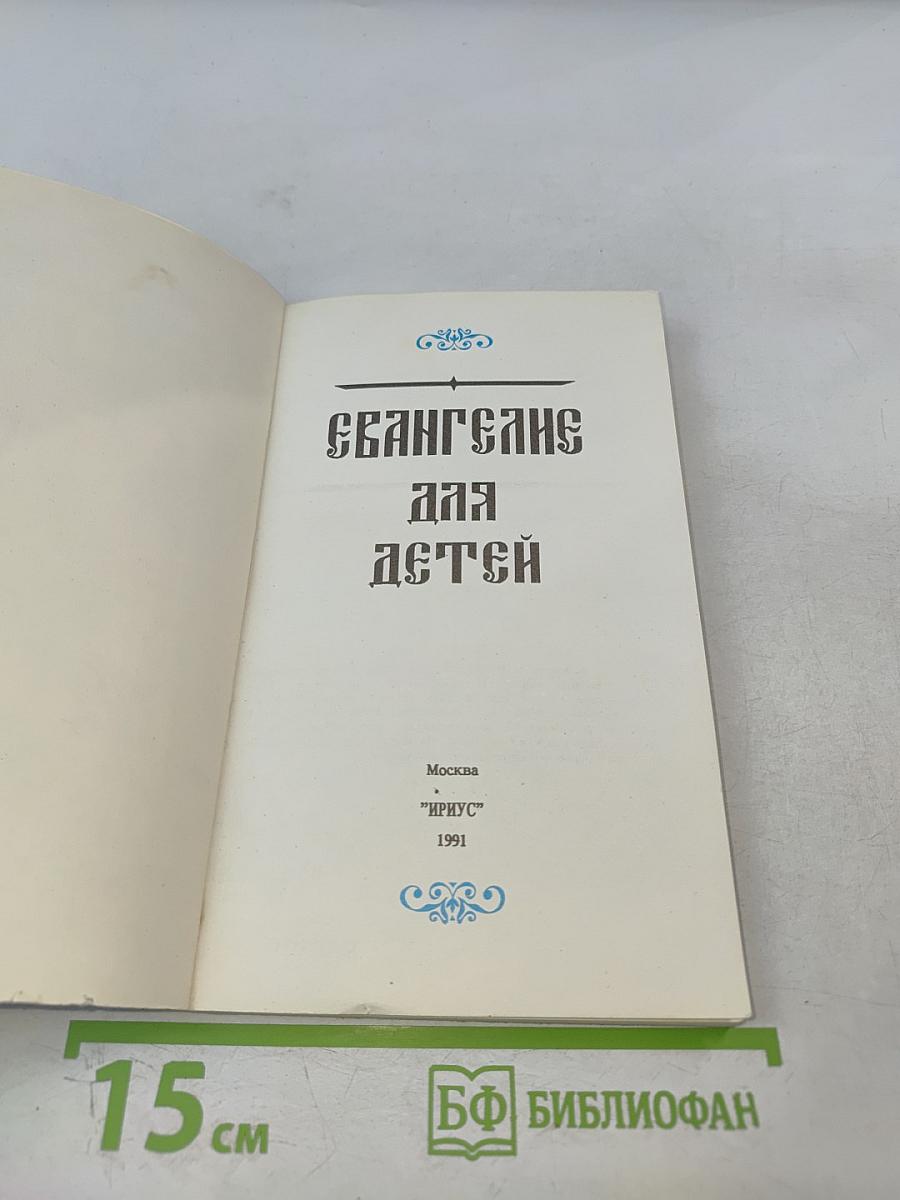 ЕВАНГЕЛИЕ
ДЛЯ
ДЕТЕЙ
Москва
"ИРИУС"
1991
15 см
БФ БИБЛИОФАН